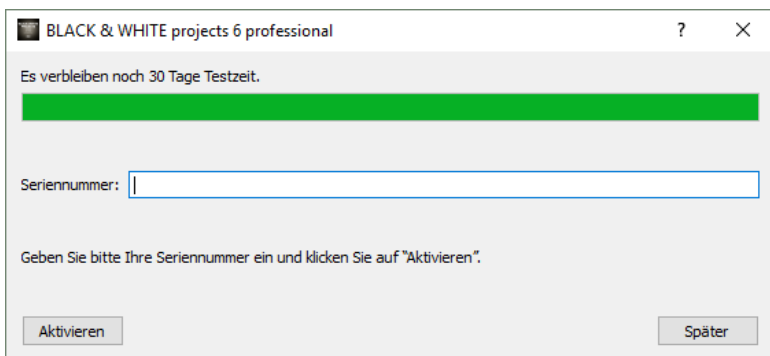 BLACK & WHITE projects 6 professional ?
Es verbleiben noch 30 Tage Testzeit.
Seriennummer:
Geben Sie bitte Ihre Seriennummer ein und klicken Sie auf "Aktivieren".
Aktivieren Später